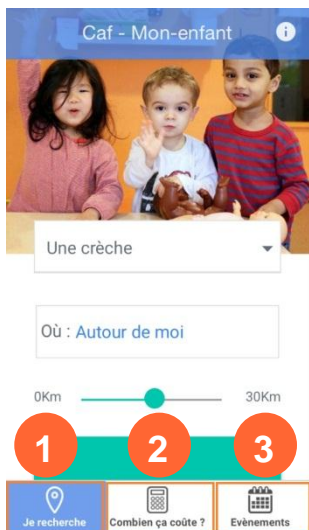 Caf - Mon-enfant
Une crèche
Où : Autour de moi
0Km 30Km
1 2 3
Je recherche Combien ça coûte ? Evènements